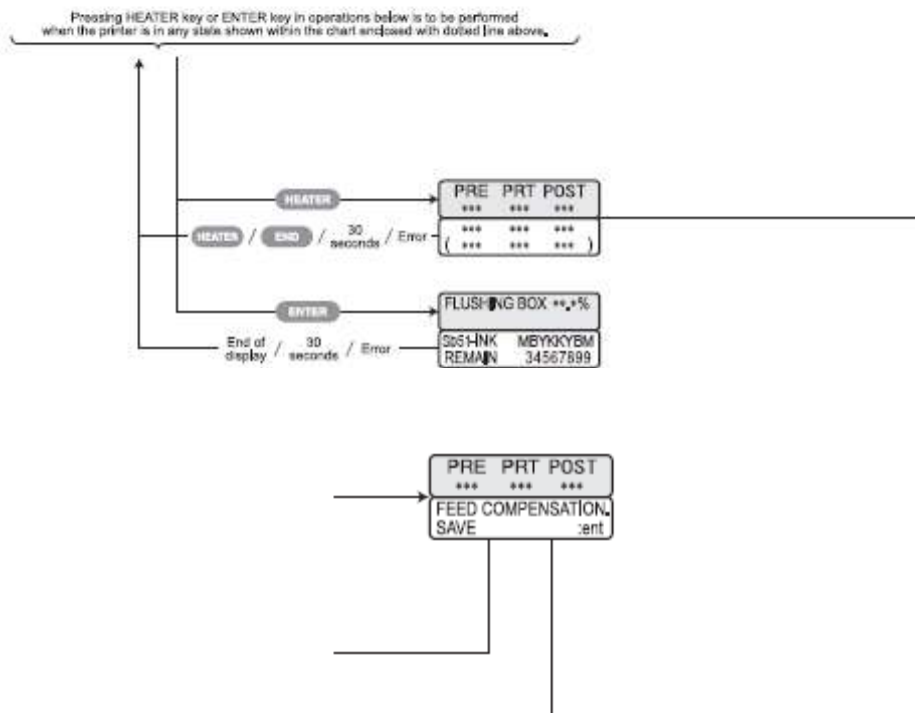 Pressing HEATER key or ENTER key in operations below is to be performed
when the printer is in any state shown within the chart enclosed with dotted line above.
HEATER
PRE PRT POST
*** *** ***
*** *** ***
( *** *** *** )
HEATER / END / 30 seconds / Error
ENTER
FLUSHING BOX **.*%
End of display / 30 seconds / Error
Sb51-INK MBYKKYBM
REMAIN 34567899
PRE PRT POST
*** *** ***
FEED COMPENSATION.
SAVE :ent